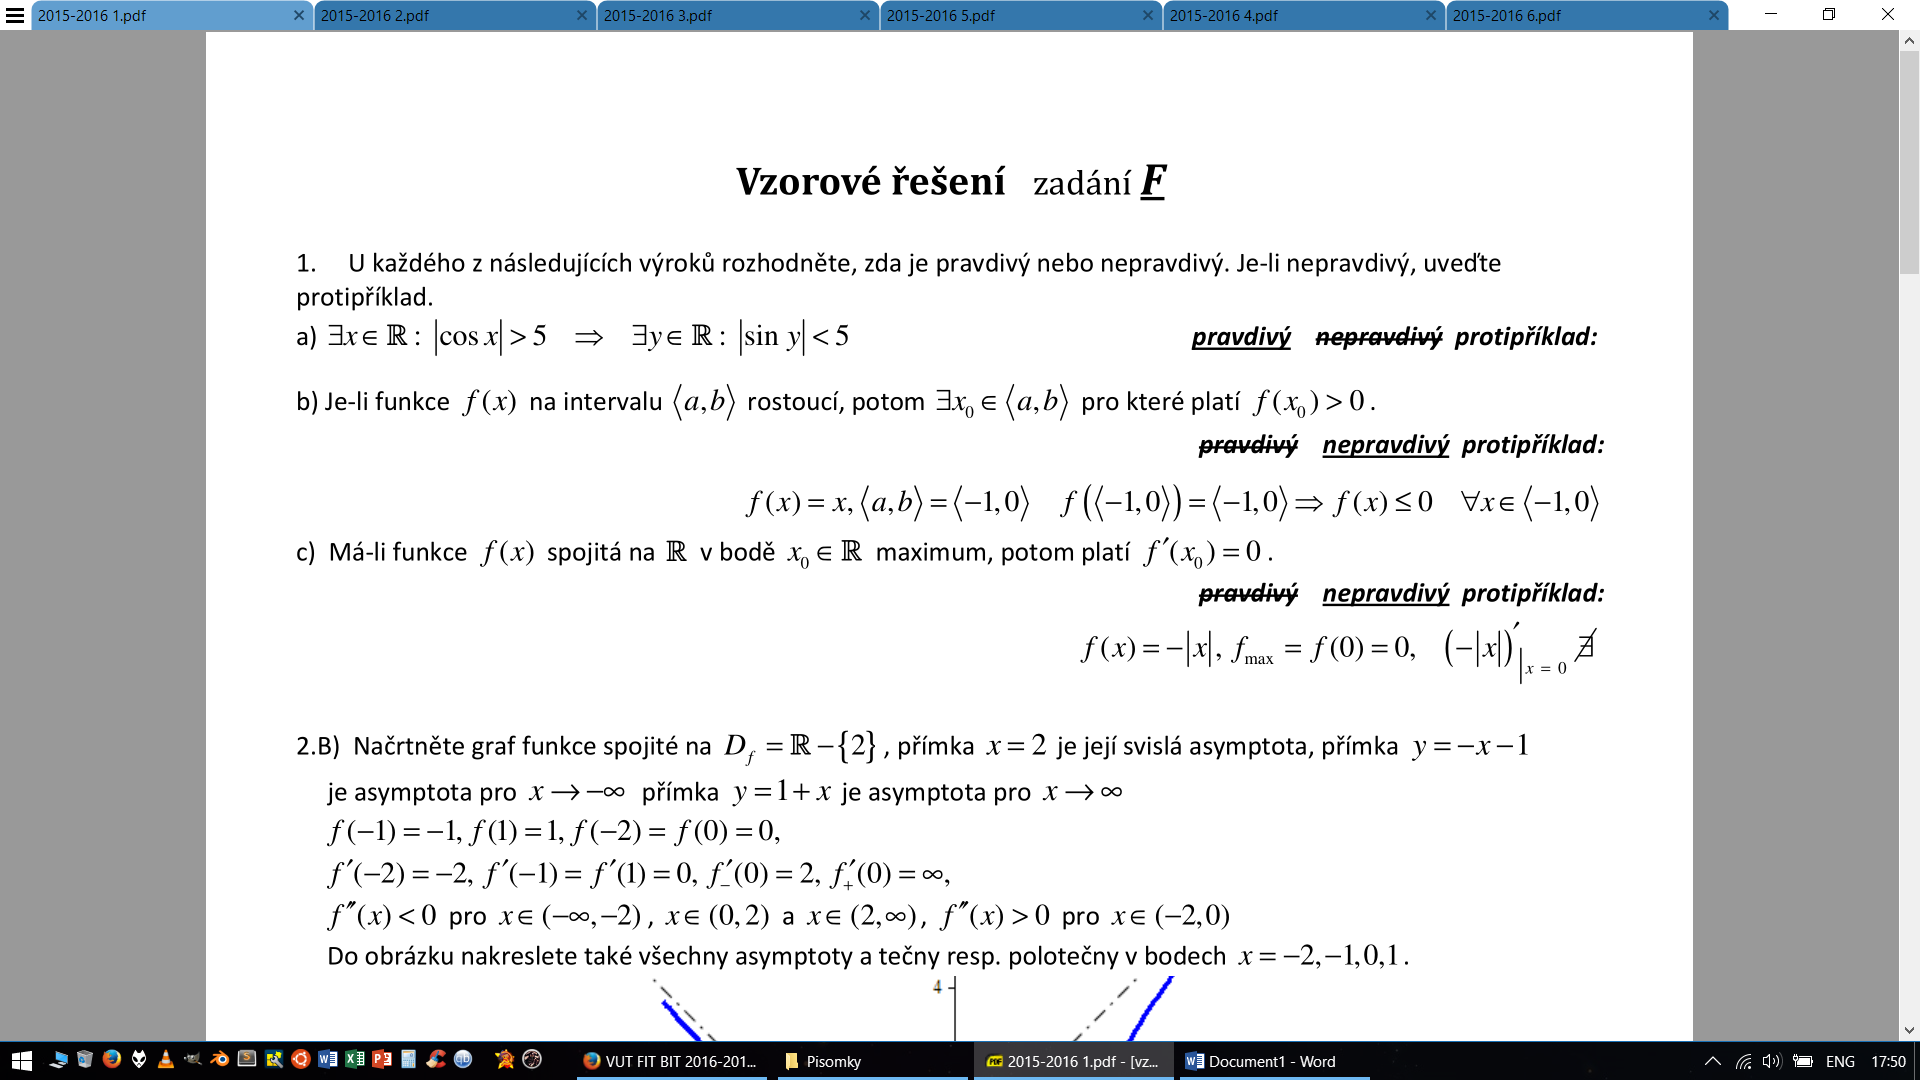 2015-2016 1.pdf 2015-2016 2.pdf 2015-2016 3.pdf 2015-2016 5.pdf 2015-2016 4.pdf 2015-2016 6.pdf
Vzorové řešení zadání F
1. U každého z následujících výroků rozhodněte, zda je pravdivý nebo nepravdivý. Je-li nepravdivý, uveďte
protipříklad.
a) ∃x∈ℝ: |cos x| > 5 ⇒ ∃y∈ℝ: |sin y| < 5 pravdivý nepravdivý protipříklad:
b) Je-li funkce f(x) na intervalu ⟨a,b⟩ rostoucí, potom ∃x₀∈⟨a,b⟩ pro které platí f(x₀) > 0.
pravdivý nepravdivý protipříklad:
f(x) = x, ⟨a,b⟩ = ⟨−1,0⟩ f(⟨−1,0⟩) = ⟨−1,0⟩ ⇒ f(x) ≤ 0 ∀x∈⟨−1,0⟩
c) Má-li funkce f(x) spojitá na ℝ v bodě x₀∈ℝ maximum, potom platí f′(x₀) = 0.
pravdivý nepravdivý protipříklad:
f(x) = −|x|, f_max = f(0) = 0, (−|x|)′|x = 0 ∄
2.B) Načrtněte graf funkce spojité na D_f = ℝ − {2}, přímka x = 2 je její svislá asymptota, přímka y = −x − 1
je asymptota pro x → −∞ přímka y = 1 + x je asymptota pro x → ∞
f(−1) = −1, f(1) = 1, f(−2) = f(0) = 0,
f′(−2) = −2, f′(−1) = f′(1) = 0, f′₋(0) = 2, f′₊(0) = ∞,
f″(x) < 0 pro x∈(−∞,−2), x∈(0,2) a x∈(2,∞), f″(x) > 0 pro x∈(−2,0)
Do obrázku nakreslete také všechny asymptoty a tečny resp. polotečny v bodech x = −2,−1,0,1.
4
VUT FIT BIT 2016-201... Pisomky 2015-2016 1.pdf - [vz... Document1 - Word ENG 17:50